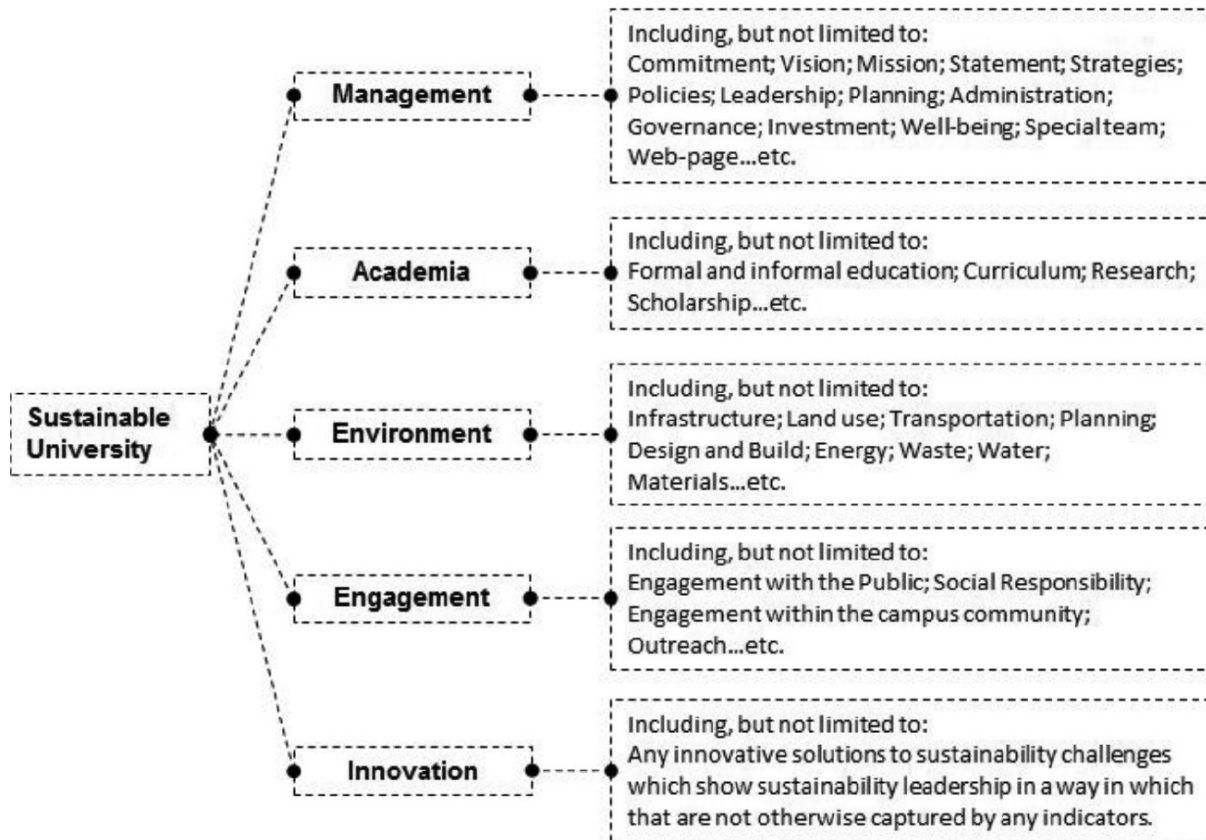 Including, but not limited to:
Commitment; Vision; Mission; Statement; Strategies;
Policies; Leadership; Planning; Administration;
Governance; Investment; Well-being; Special team;
Web-page...etc.
Management
Including, but not limited to:
Formal and informal education; Curriculum; Research;
Scholarship...etc.
Academia
Sustainable
University
Including, but not limited to:
Infrastructure; Land use; Transportation; Planning;
Design and Build; Energy; Waste; Water;
Materials...etc.
Environment
Including, but not limited to:
Engagement with the Public; Social Responsibility;
Engagement within the campus community;
Outreach...etc.
Engagement
Including, but not limited to:
Any innovative solutions to sustainability challenges
which show sustainability leadership in a way in which
that are not otherwise captured by any indicators.
Innovation